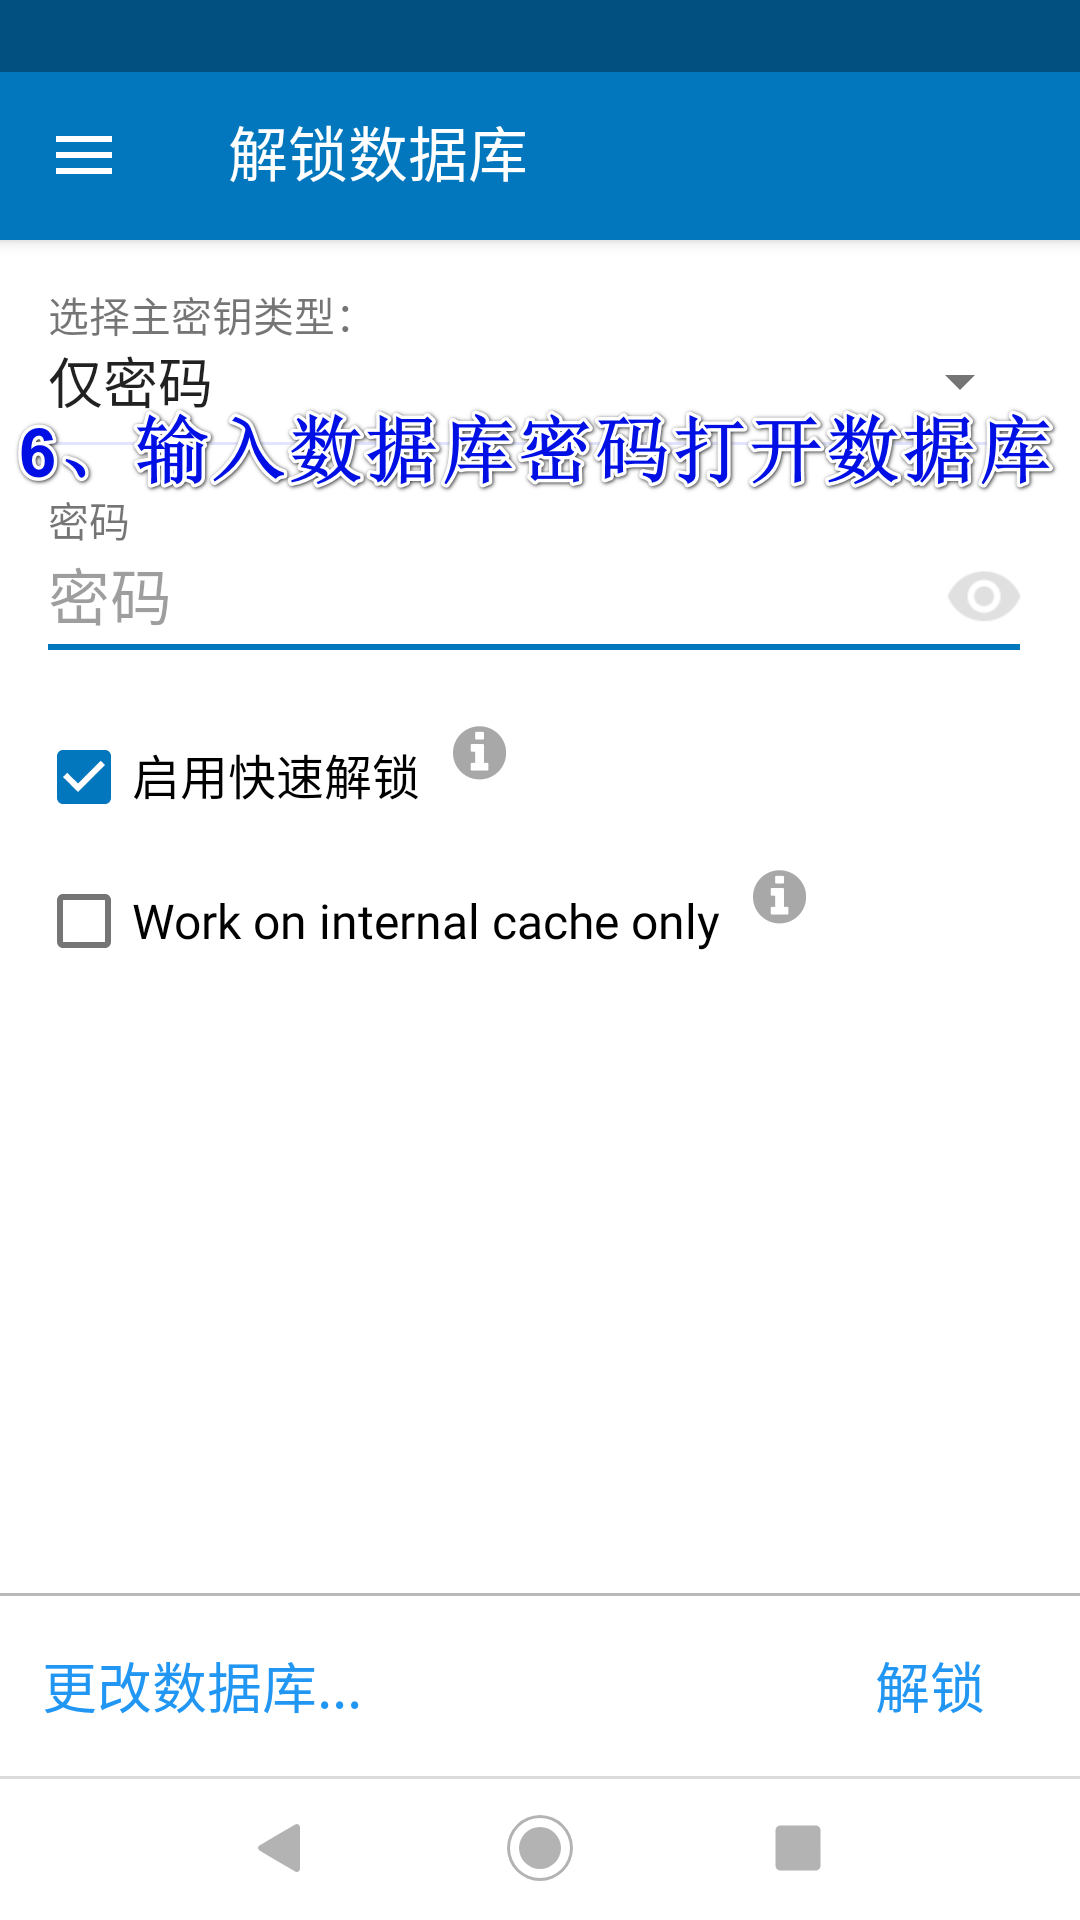 解锁数据库
选择主密钥类型：
仅密码
6、输入数据库密码打开数据库
密码
密码
启用快速解锁
Work on internal cache only
更改数据库...
解锁